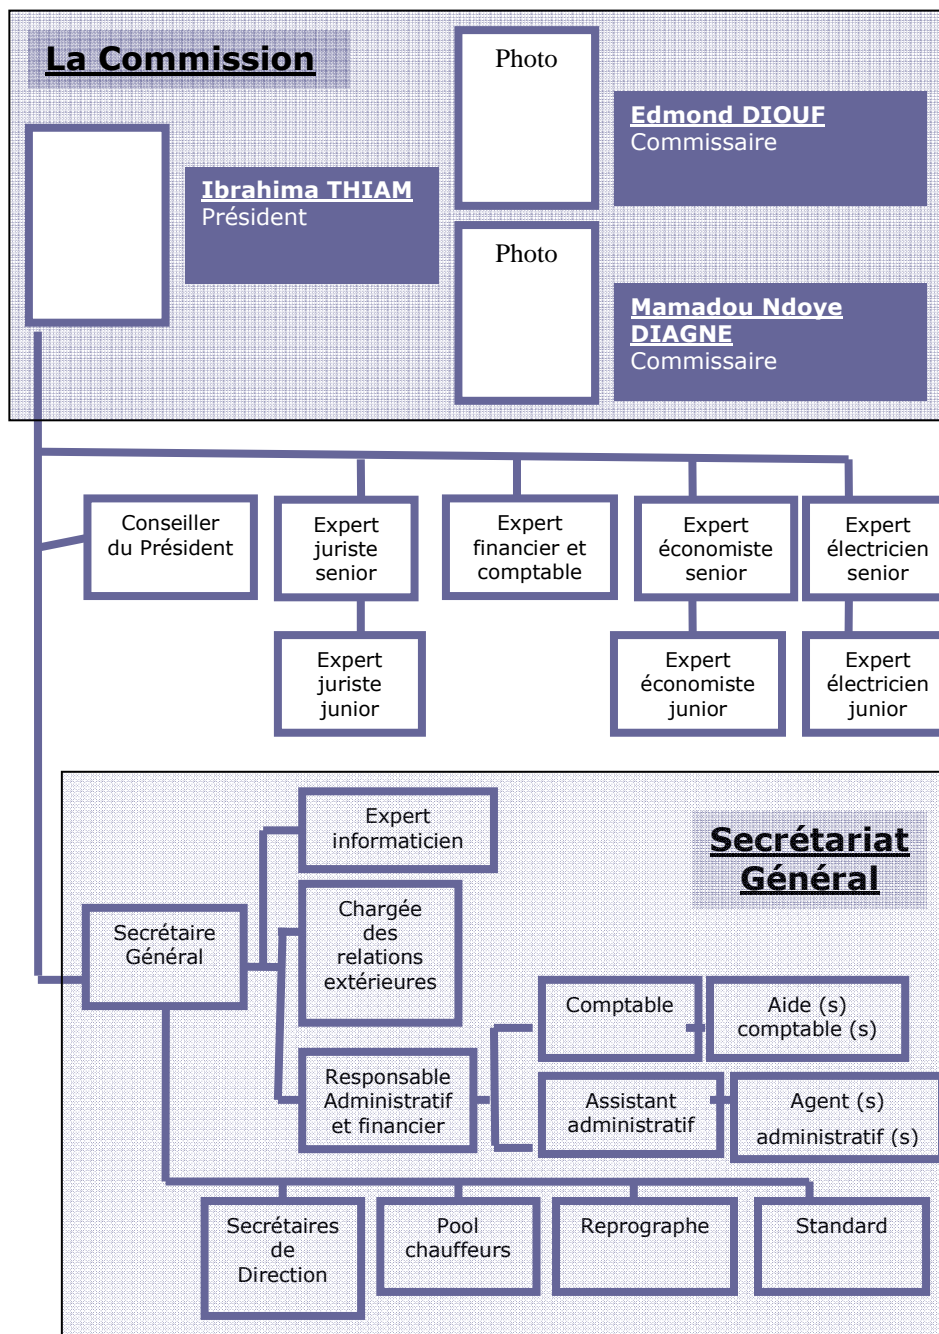 La Commission
Photo
Edmond DIOUF
Commissaire
Ibrahima THIAM
Président
Photo
Mamadou Ndoye
DIAGNE
Commissaire
Conseiller
du Président
Expert
juriste
senior
Expert
financier et
comptable
Expert
économiste
senior
Expert
électricien
senior
Expert
juriste
junior
Expert
économiste
junior
Expert
électricien
junior
Secrétariat
Général
Expert
informaticien
Secrétaire
Général
Chargée
des
relations
extérieures
Comptable
Aide (s)
comptable (s)
Responsable
Administratif
et financier
Assistant
administratif
Agent (s)
administratif (s)
Secrétaires
de
Direction
Pool
chauffeurs
Reprographe
Standard